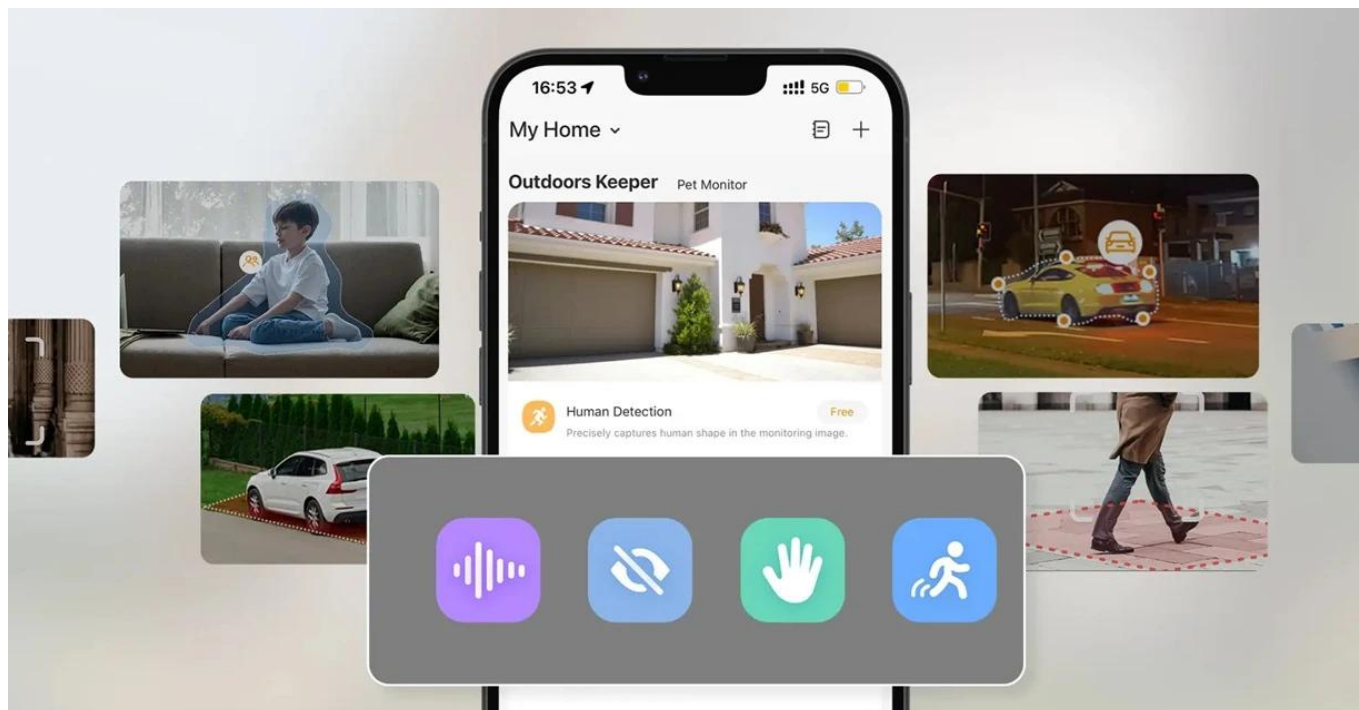 16:53 5G
My Home
Outdoors Keeper Pet Monitor
Human Detection Free
Precisely captures human shape in the monitoring image.